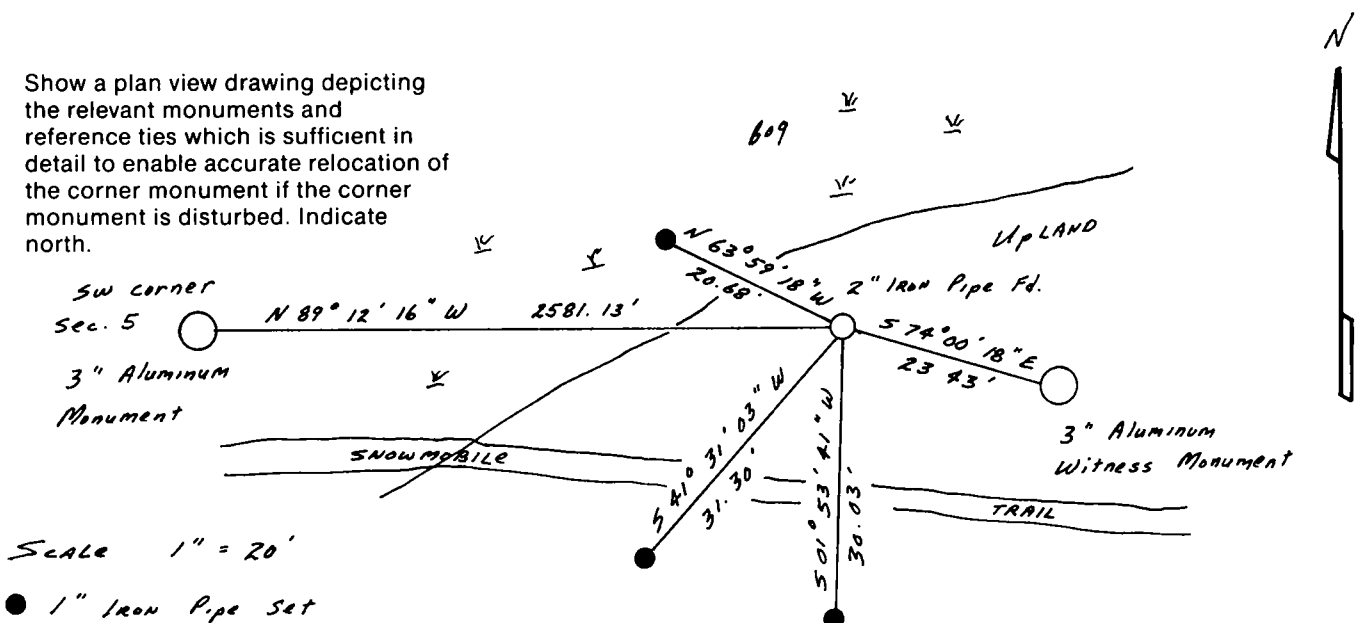 N
Show a plan view drawing depicting
the relevant monuments and
reference ties which is sufficient in
detail to enable accurate relocation of
the corner monument if the corner
monument is disturbed. Indicate
north.
UpLAND
N 63° 59' 18" W
20.68'
2" IRON Pipe Fd.
SW corner
Sec. 5
N 89° 12' 16" W 2581.13'
3" Aluminum
Monument
S 74° 00' 18" E
23 43'
3" Aluminum
Witness Monument
SNOWMOBILE
TRAIL
S 41° 31' 03" W
31.30'
S 01° 53' 41" W
30.03'
SCALE 1" = 20'
1" IRON Pipe Set